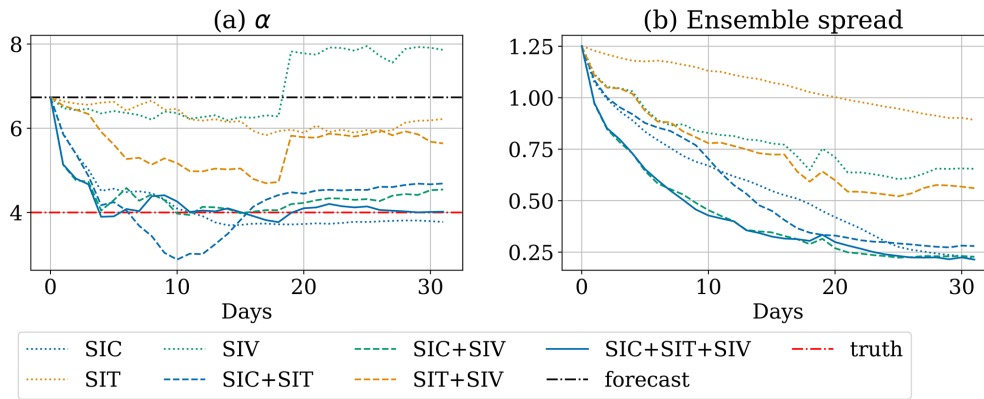 (a) α
(b) Ensemble spread
8
6
4
0
10
20
30
Days
1.25
1.00
0.75
0.50
0.25
0
10
20
30
Days
SIC
SIV
SIC+SIV
SIC+SIT+SIV
truth
SIT
SIC+SIT
SIT+SIV
forecast